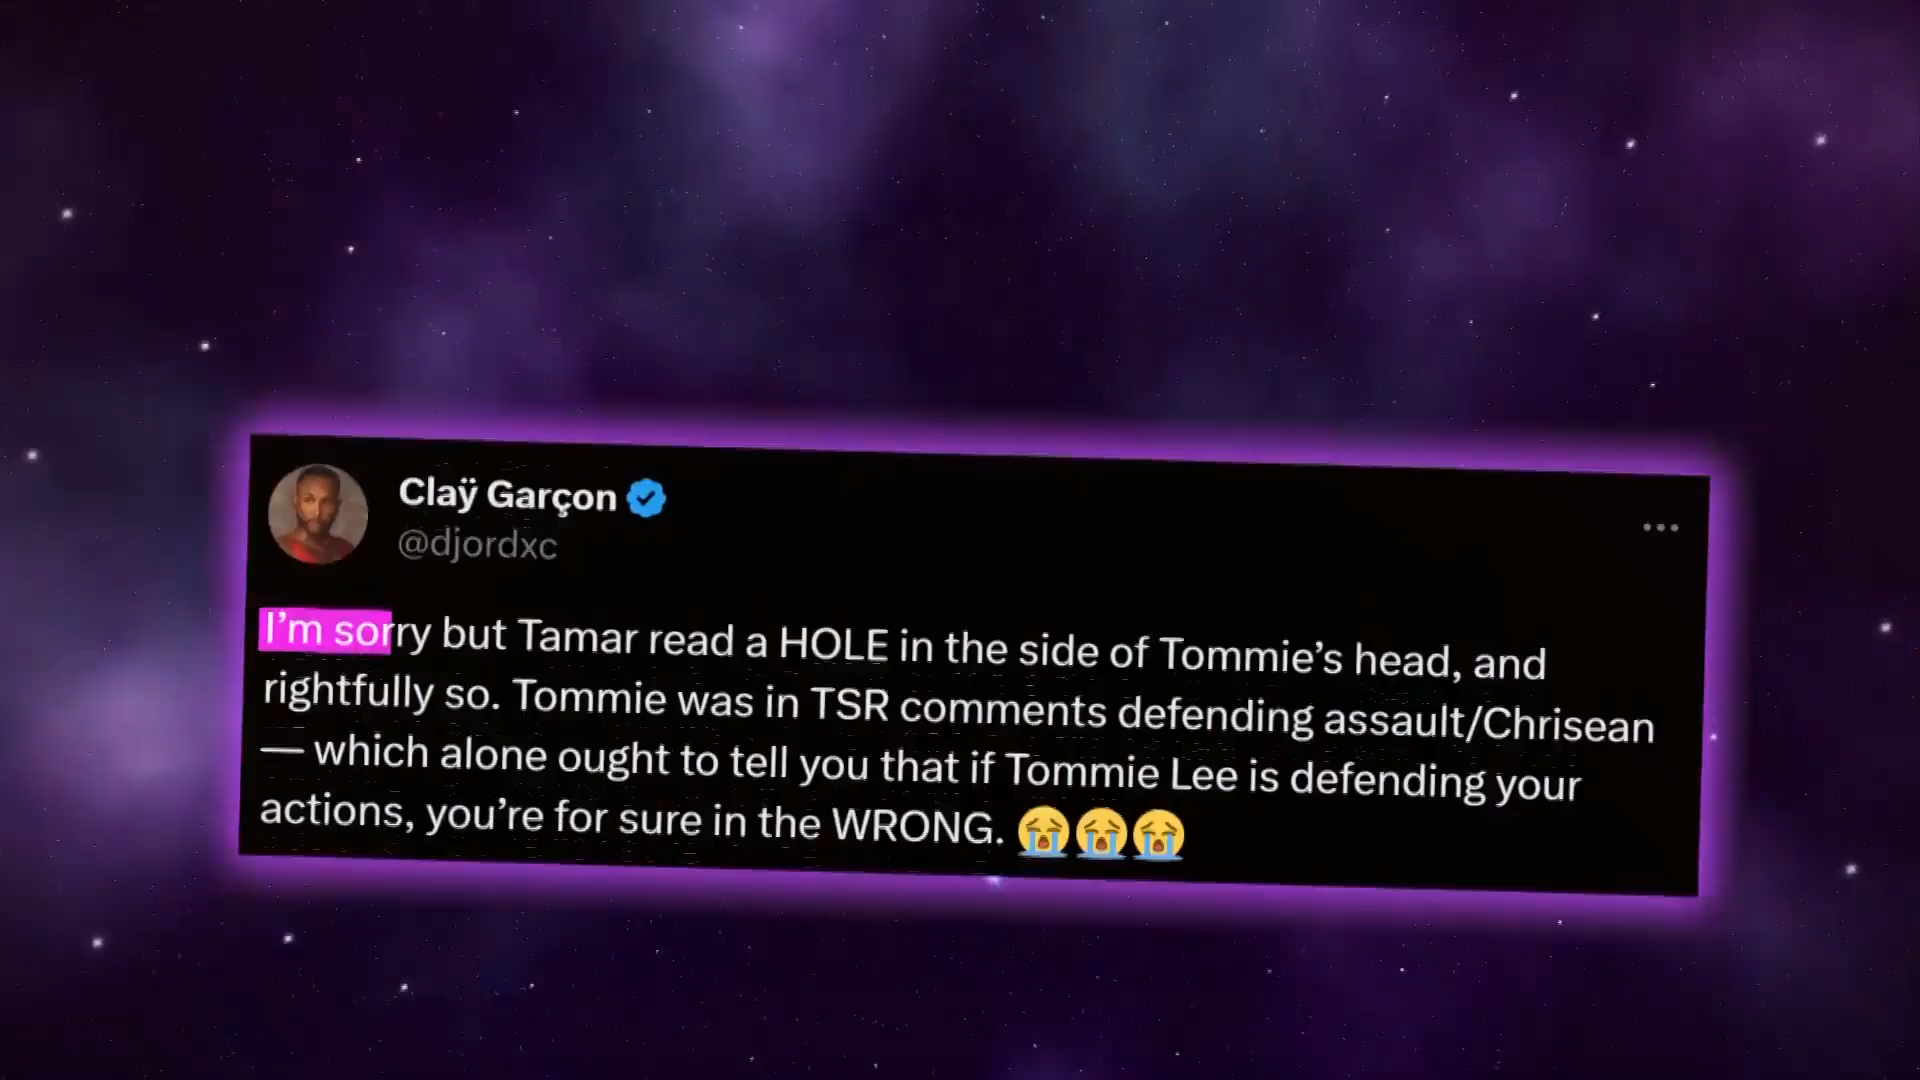 Claÿ Garçon
@djordxc
I'm sorry but Tamar read a HOLE in the side of Tommie's head, and
rightfully so. Tommie was in TSR comments defending assault/Chrisean
— which alone ought to tell you that if Tommie Lee is defending your
actions, you're for sure in the WRONG. 😭😭😭